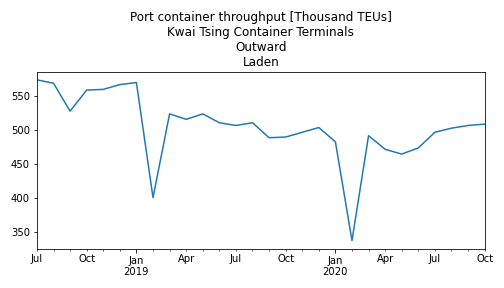 Port container throughput [Thousand TEUs]
Kwai Tsing Container Terminals
Outward
Laden
550
500
450
400
350
Jul Oct Jan Apr Jul Oct Jan Apr Jul Oct
2019 2020